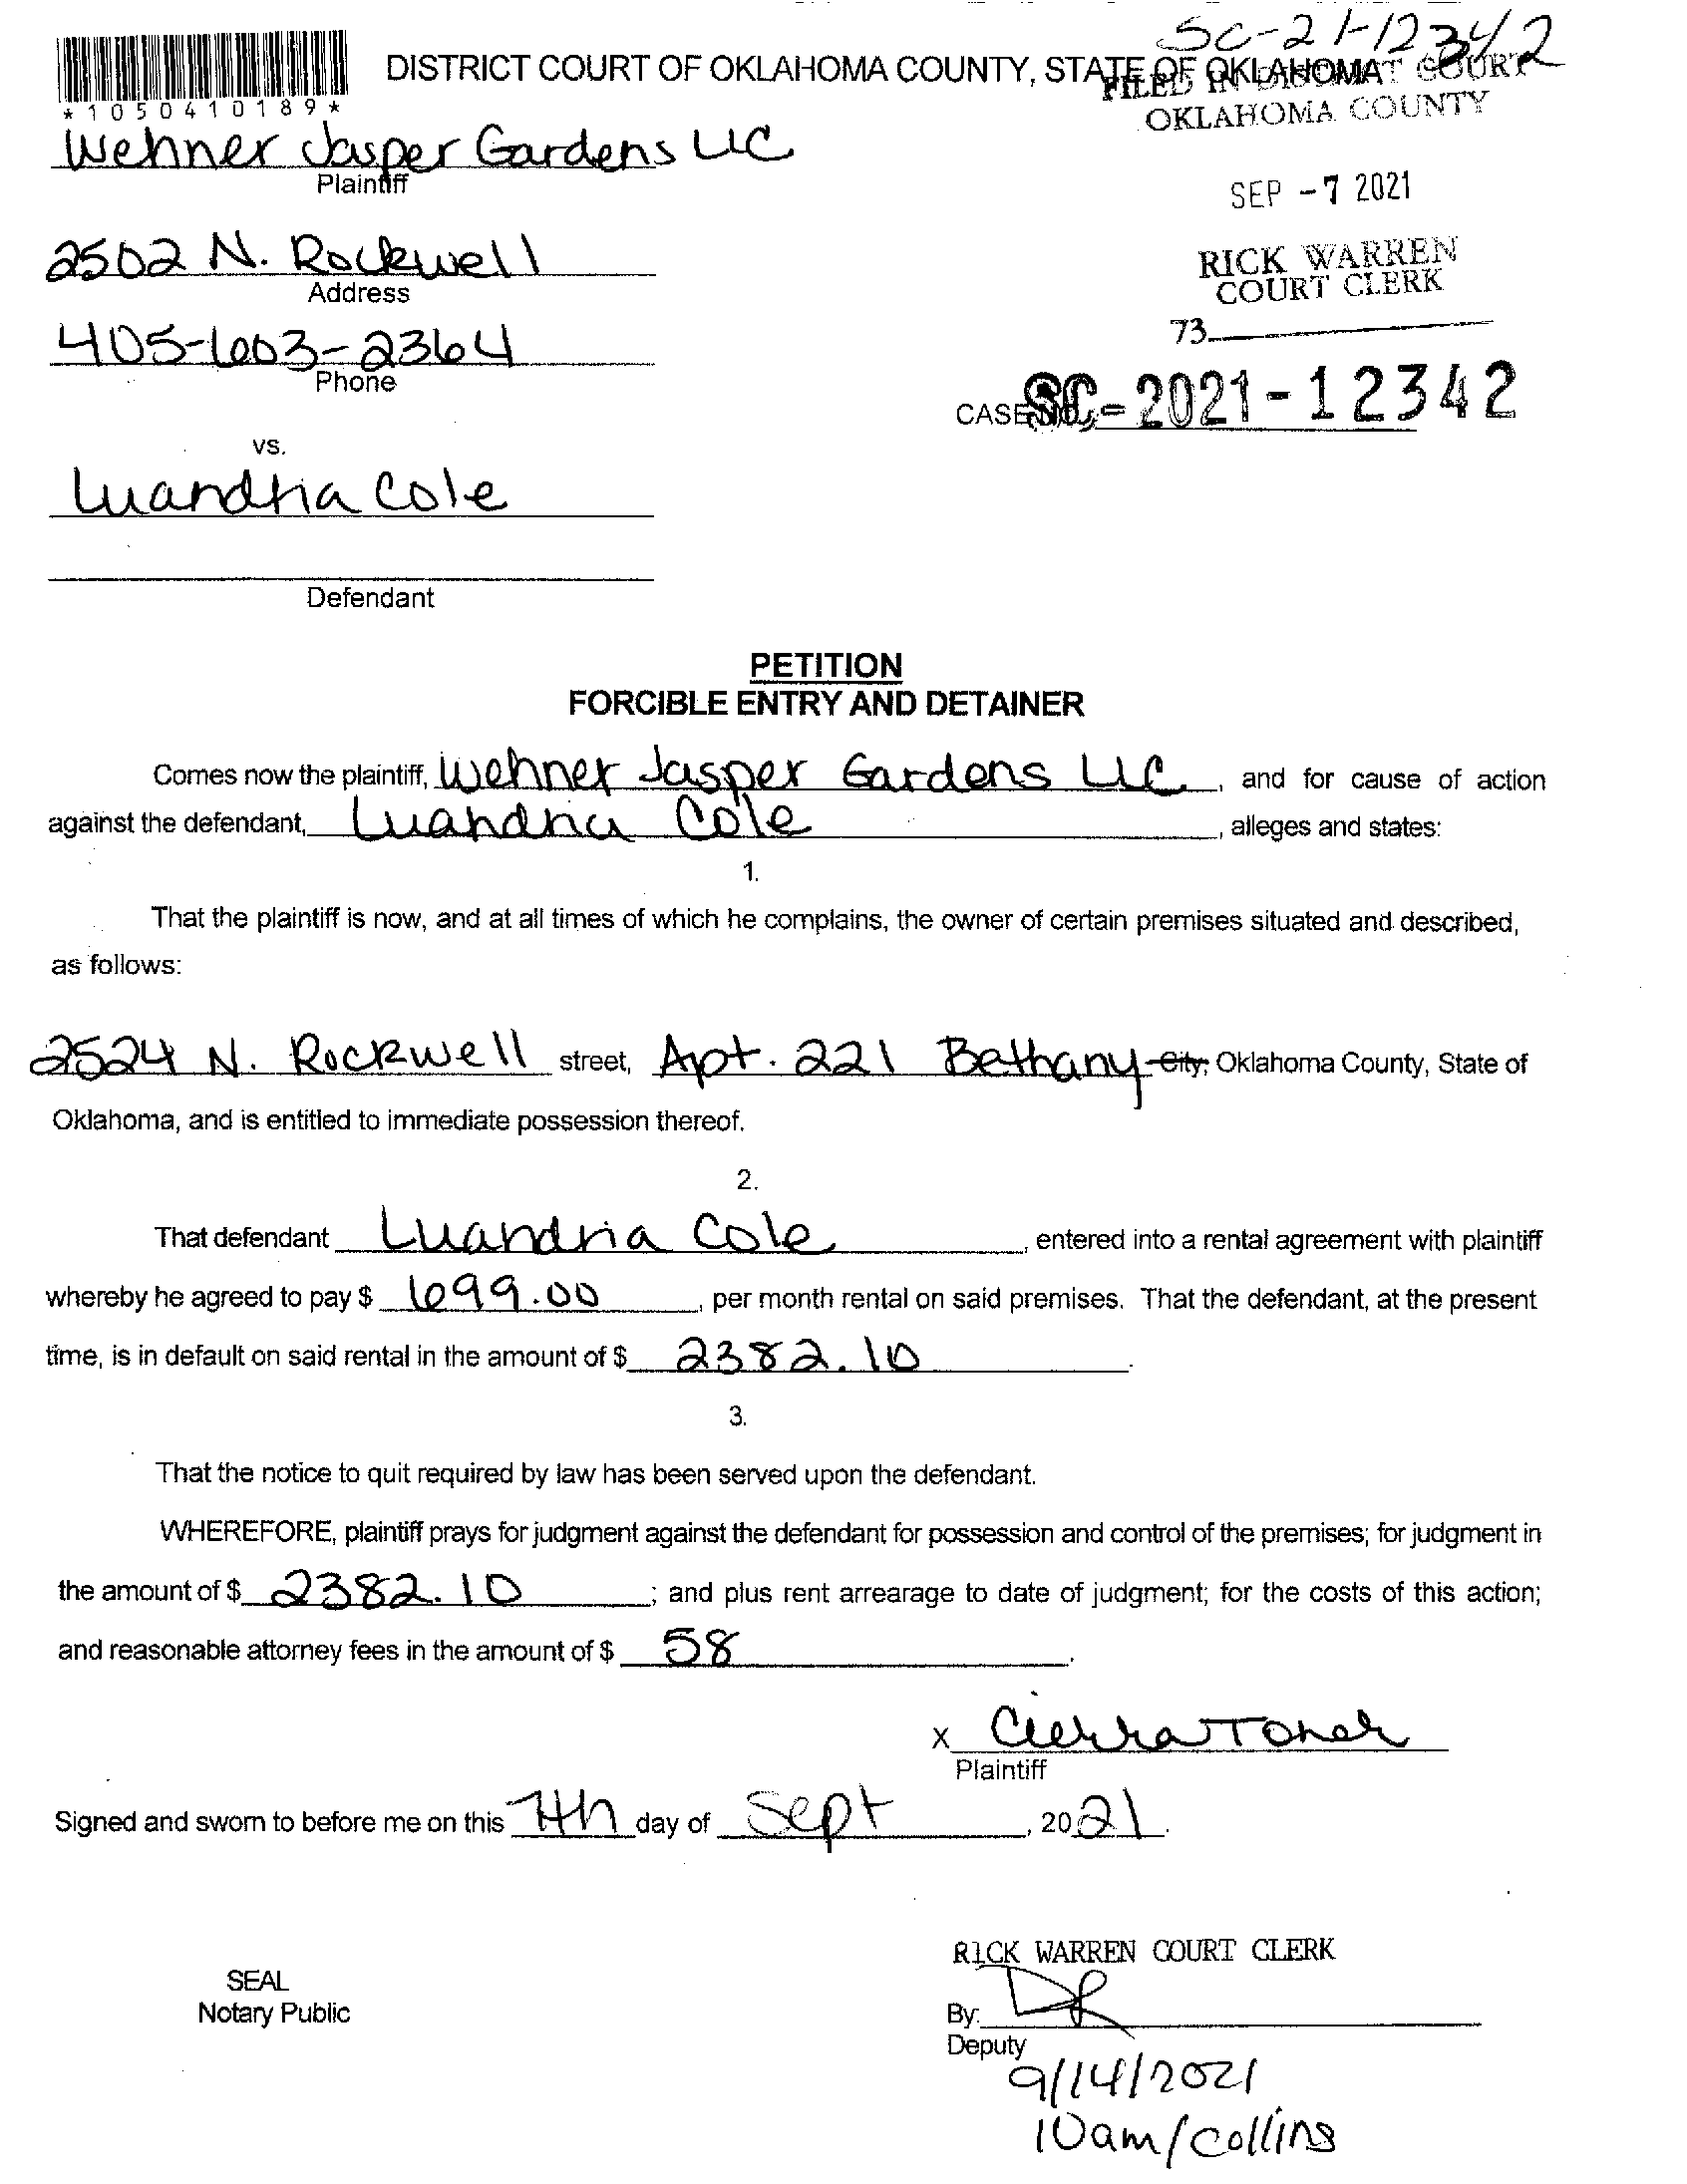 SC-21-12342
DISTRICT COURT OF OKLAHOMA COUNTY, STATE OF OKLAHOMA
FILED IN DISTRICT COURT
OKLAHOMA COUNTY
*1050410189*
Wehner Jasper Gardens LLC
Plaintiff
SEP -7 2021
2502 N. Rockwell
Address
RICK WARREN
COURT CLERK
405-603-2364
Phone
73
CASE NO.
SC-2021-12342
vs.
Luandria Cole
Defendant
PETITION
FORCIBLE ENTRY AND DETAINER
Comes now the plaintiff, Wehner Jasper Gardens LLC, and for cause of action
against the defendant, Luandria Cole, alleges and states:
1.
That the plaintiff is now, and at all times of which he complains, the owner of certain premises situated and described,
as follows:
2524 N. Rockwell street, Apt. 221 Bethany City, Oklahoma County, State of
Oklahoma, and is entitled to immediate possession thereof.
2.
That defendant Luandria Cole, entered into a rental agreement with plaintiff
whereby he agreed to pay $ 699.00, per month rental on said premises. That the defendant, at the present
time, is in default on said rental in the amount of $ 2382.10.
3.
That the notice to quit required by law has been served upon the defendant.
WHEREFORE, plaintiff prays for judgment against the defendant for possession and control of the premises; for judgment in
the amount of $ 2382.10; and plus rent arrearage to date of judgment; for the costs of this action;
and reasonable attorney fees in the amount of $ 58.
X Cierra Toner
Plaintiff
Signed and sworn to before me on this 7th day of Sept, 2021.
RICK WARREN COURT CLERK
SEAL
Notary Public
By:
Deputy
9/14/2021
10am/collins